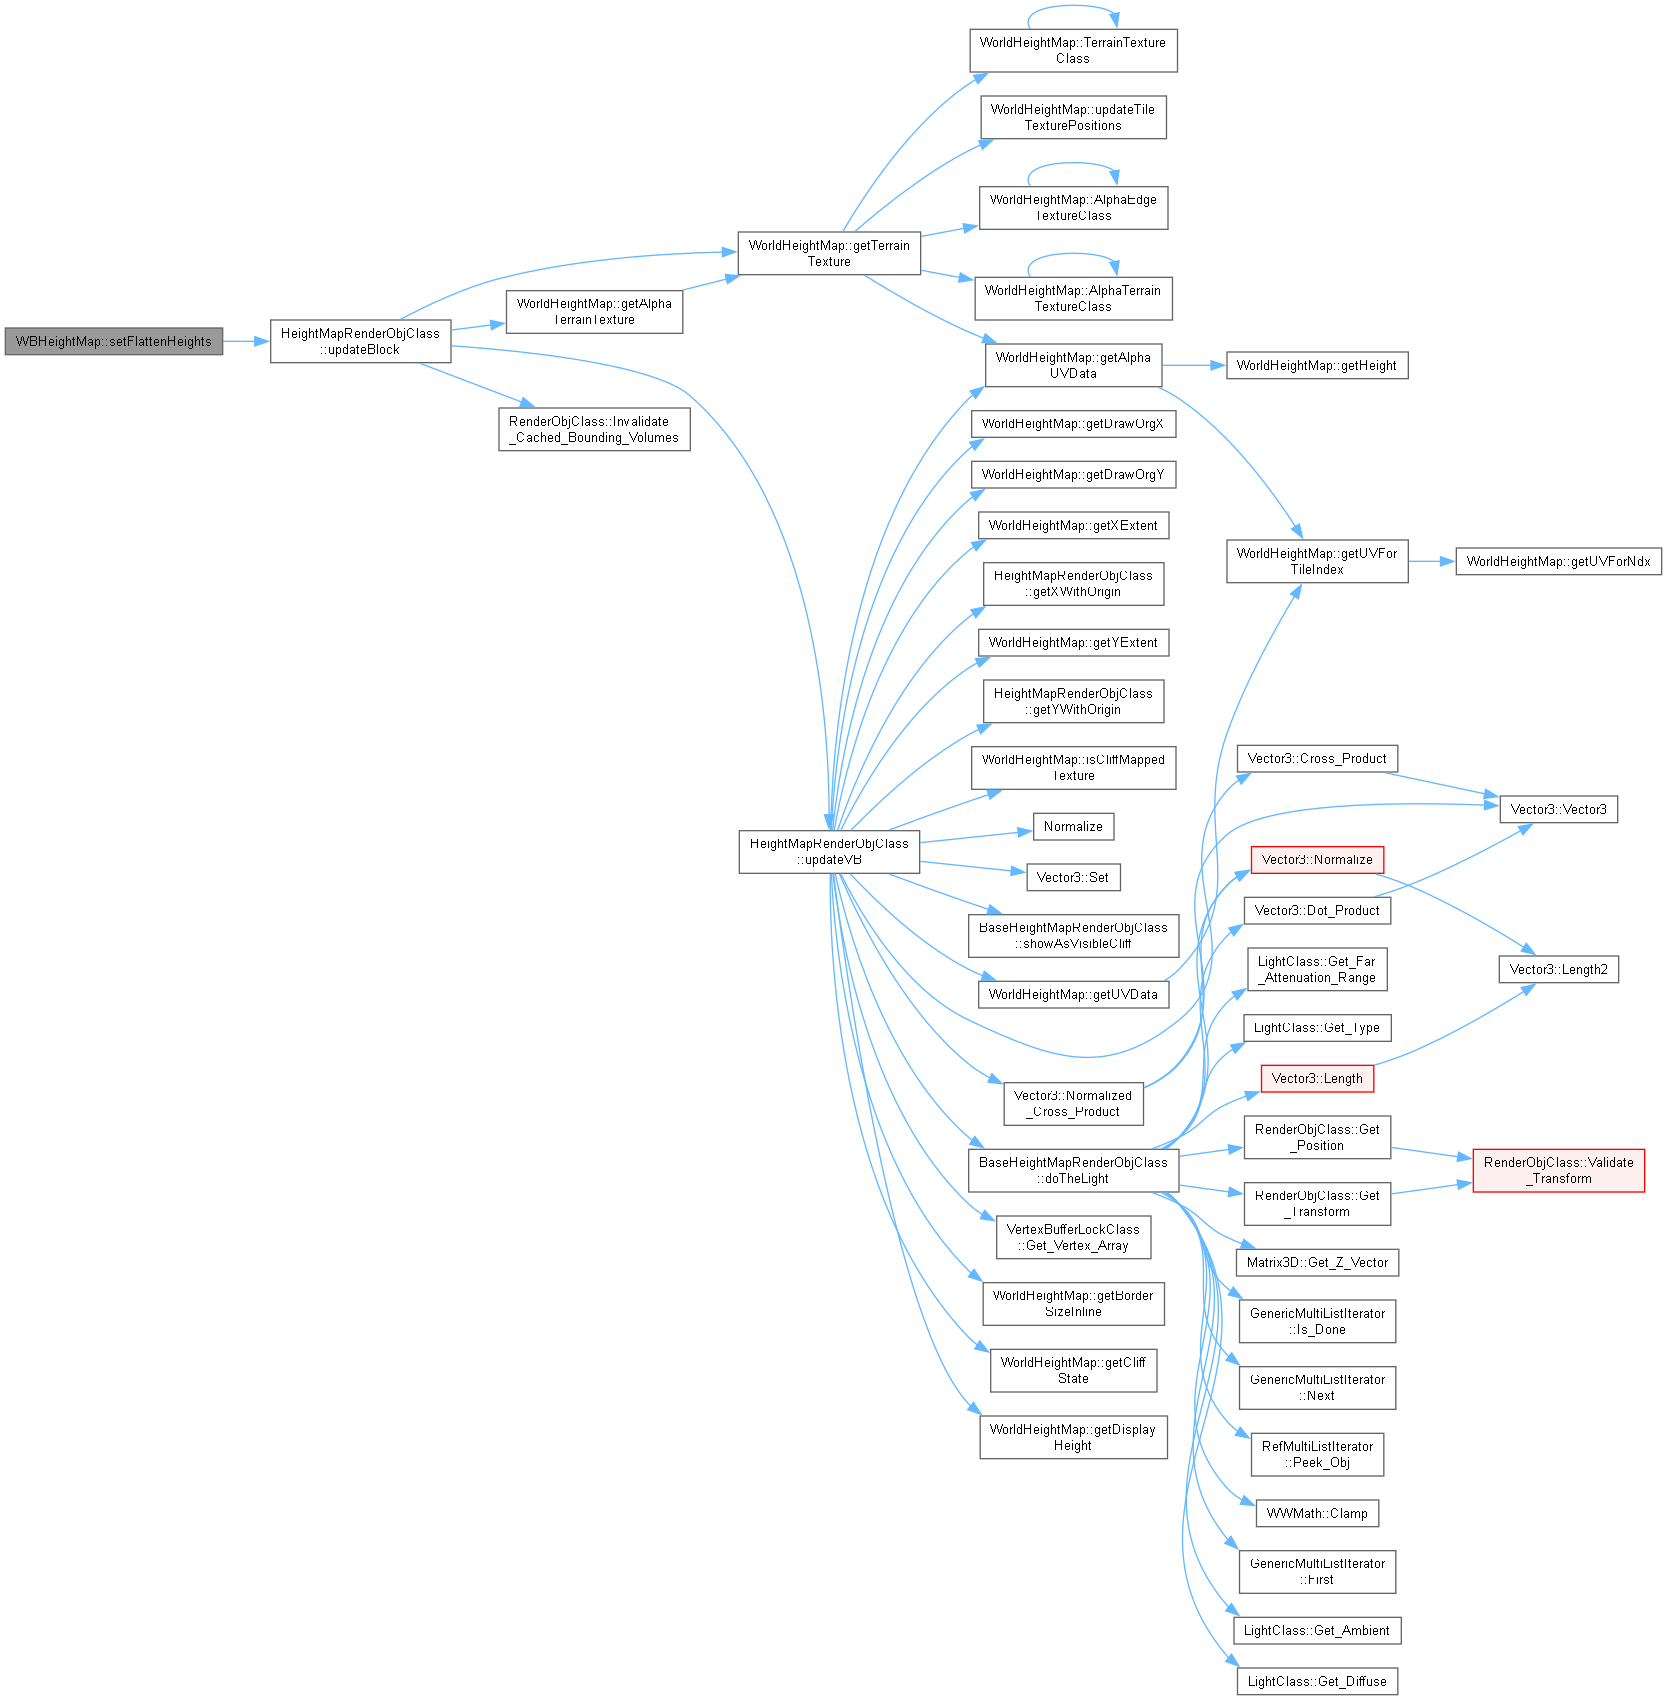 WBHeightMap::setFlattenHeights
HeightMapRenderObjClass
::updateBlock
WorldHeightMap::getAlpha
TerrainTexture
RenderObjClass::Invalidate
_Cached_Bounding_Volumes
WorldHeightMap::getTerrain
Texture
HeightMapRenderObjClass
::updateVB
WorldHeightMap::TerrainTexture
Class
WorldHeightMap::updateTile
TexturePositions
WorldHeightMap::AlphaEdge
TextureClass
WorldHeightMap::AlphaTerrain
TextureClass
WorldHeightMap::getAlpha
UVData
WorldHeightMap::getDrawOrgX
WorldHeightMap::getDrawOrgY
WorldHeightMap::getXExtent
HeightMapRenderObjClass
::getXWithOrigin
WorldHeightMap::getYExtent
HeightMapRenderObjClass
::getYWithOrigin
WorldHeightMap::isCliffMapped
Texture
Normalize
Vector3::Set
BaseHeightMapRenderObjClass
::showAsVisibleCliff
WorldHeightMap::getUVData
Vector3::Normalized
_Cross_Product
BaseHeightMapRenderObjClass
::doTheLight
VertexBufferLockClass
::Get_Vertex_Array
WorldHeightMap::getBorder
SizeInline
WorldHeightMap::getCliff
State
WorldHeightMap::getDisplay
Height
WorldHeightMap::getHeight
WorldHeightMap::getUVFor
TileIndex
Vector3::Cross_Product
Vector3::Normalize
Vector3::Dot_Product
LightClass::Get_Far
_Attenuation_Range
LightClass::Get_Type
Vector3::Length
RenderObjClass::Get
_Position
RenderObjClass::Get
_Transform
Matrix3D::Get_Z_Vector
GenericMultiListIterator
::Is_Done
GenericMultiListIterator
::Next
RefMultiListIterator
::Peek_Obj
WWMath::Clamp
GenericMultiListIterator
::First
LightClass::Get_Ambient
LightClass::Get_Diffuse
WorldHeightMap::getUVForNdx
Vector3::Vector3
Vector3::Length2
RenderObjClass::Validate
_Transform